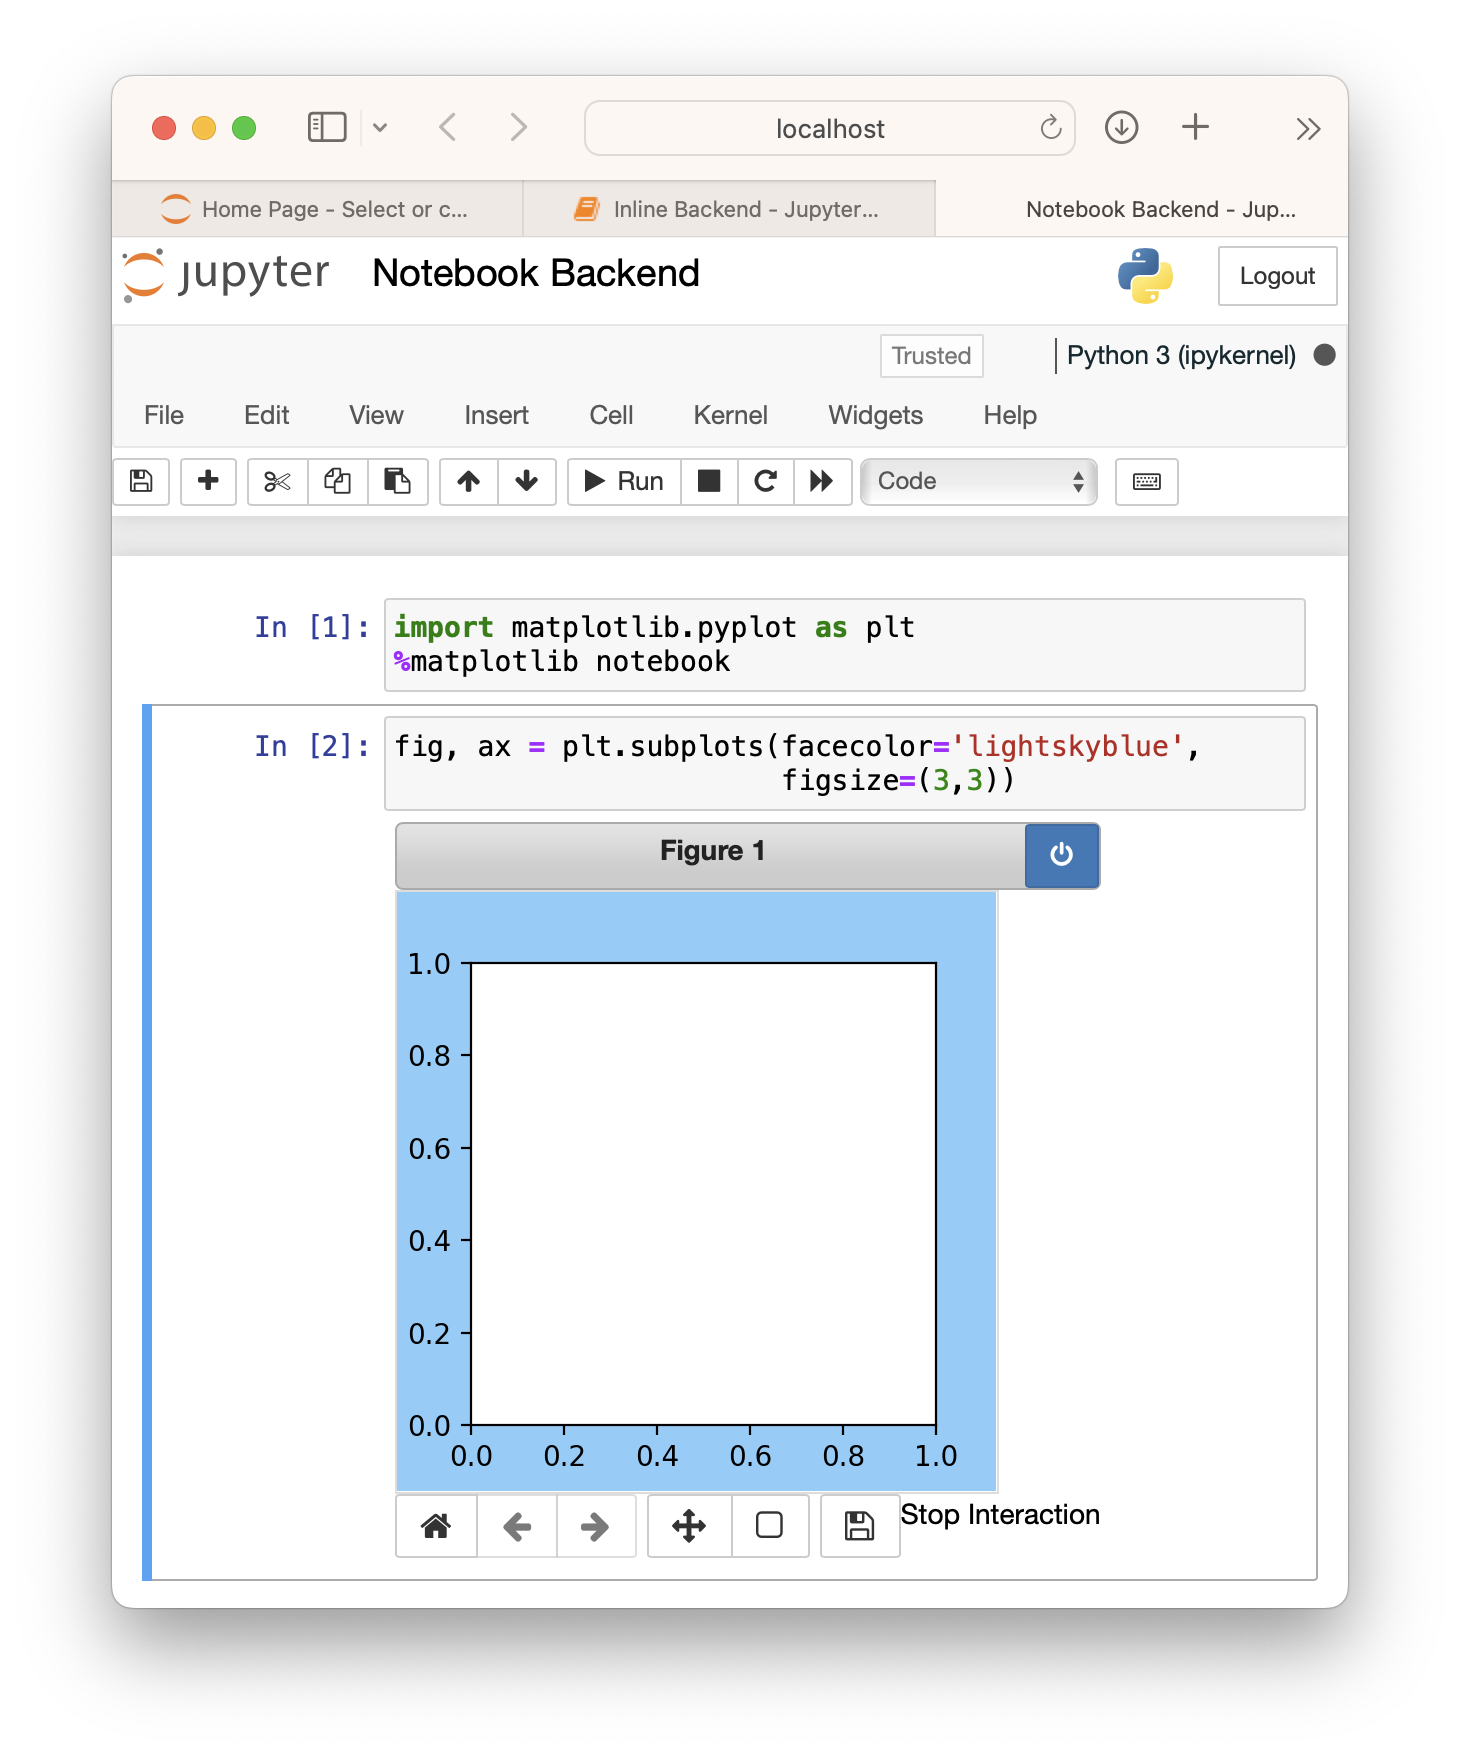 localhost
Home Page - Select or c...
Inline Backend - Jupyter...
Notebook Backend - Jup...
jupyter Notebook Backend
Logout
Trusted
Python 3 (ipykernel)
File Edit View Insert Cell Kernel Widgets Help
Run
Code
In [1]: import matplotlib.pyplot as plt
%matplotlib notebook
In [2]: fig, ax = plt.subplots(facecolor='lightskyblue',
figsize=(3,3))
Figure 1
1.0
0.8
0.6
0.4
0.2
0.0
0.0 0.2 0.4 0.6 0.8 1.0
Stop Interaction